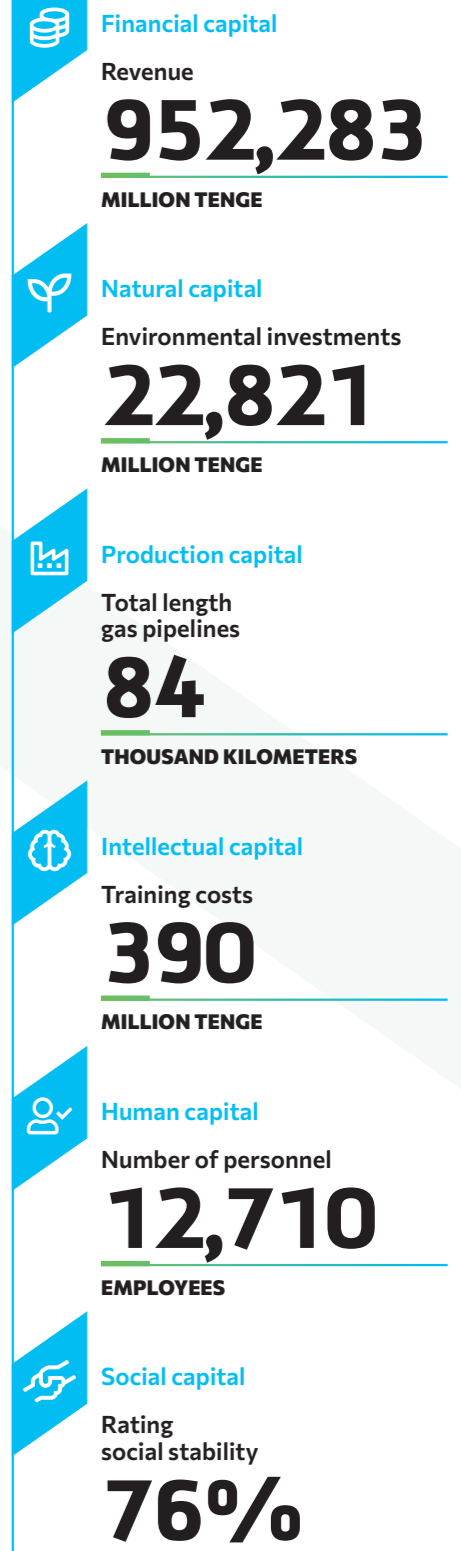 Financial capital
Revenue
952,283
MILLION TENGE
Natural capital
Environmental investments
22,821
MILLION TENGE
Production capital
Total length
gas pipelines
84
THOUSAND KILOMETERS
Intellectual capital
Training costs
390
MILLION TENGE
Human capital
Number of personnel
12,710
EMPLOYEES
Social capital
Rating
social stability
76%